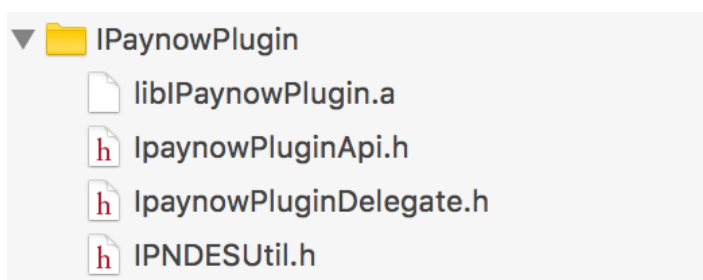 IPaynowPlugin
libIPaynowPlugin.a
h IpaynowPluginApi.h
h IpaynowPluginDelegate.h
h IPNDESUtil.h